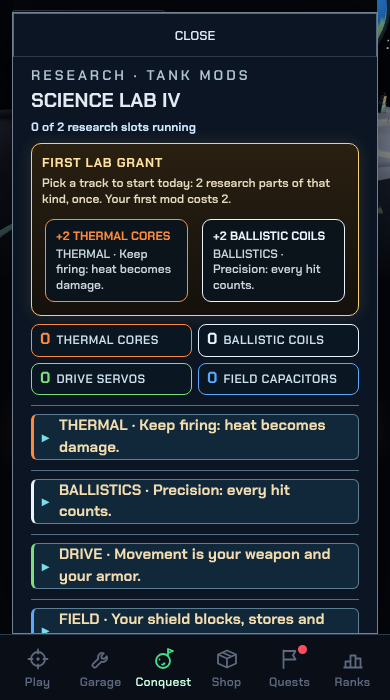 CLOSE
RESEARCH · TANK MODS
SCIENCE LAB IV
0 of 2 research slots running
FIRST LAB GRANT
Pick a track to start today: 2 research parts of that
kind, once. Your first mod costs 2.
+2 THERMAL CORES
THERMAL · Keep
firing: heat becomes
damage.
+2 BALLISTIC COILS
BALLISTICS ·
Precision: every hit
counts.
0 THERMAL CORES
0 BALLISTIC COILS
0 DRIVE SERVOS
0 FIELD CAPACITORS
▸ THERMAL · Keep firing: heat becomes
damage.
▸ BALLISTICS · Precision: every hit
counts.
▸ DRIVE · Movement is your weapon and
your armor.
▸ FIELD · Your shield blocks, stores and
Play
Garage
Conquest
Shop
Quests
Ranks